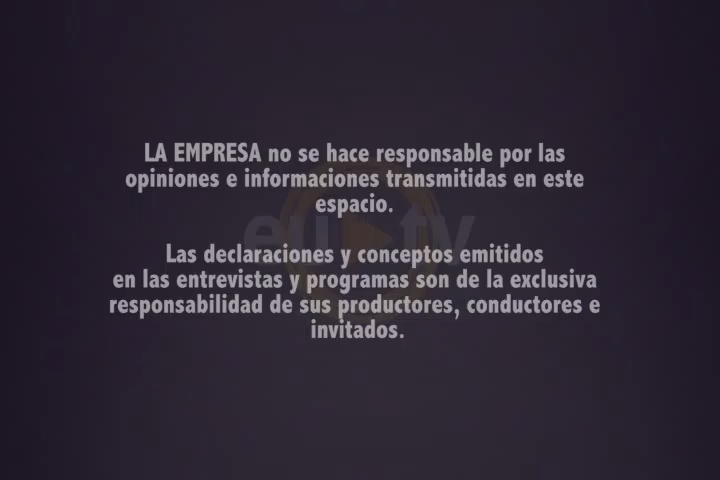 LA EMPRESA no se hace responsable por las
opiniones e informaciones transmitidas en este
espacio.
Las declaraciones y conceptos emitidos
en las entrevistas y programas son de la exclusiva
responsabilidad de sus productores, conductores e
invitados.